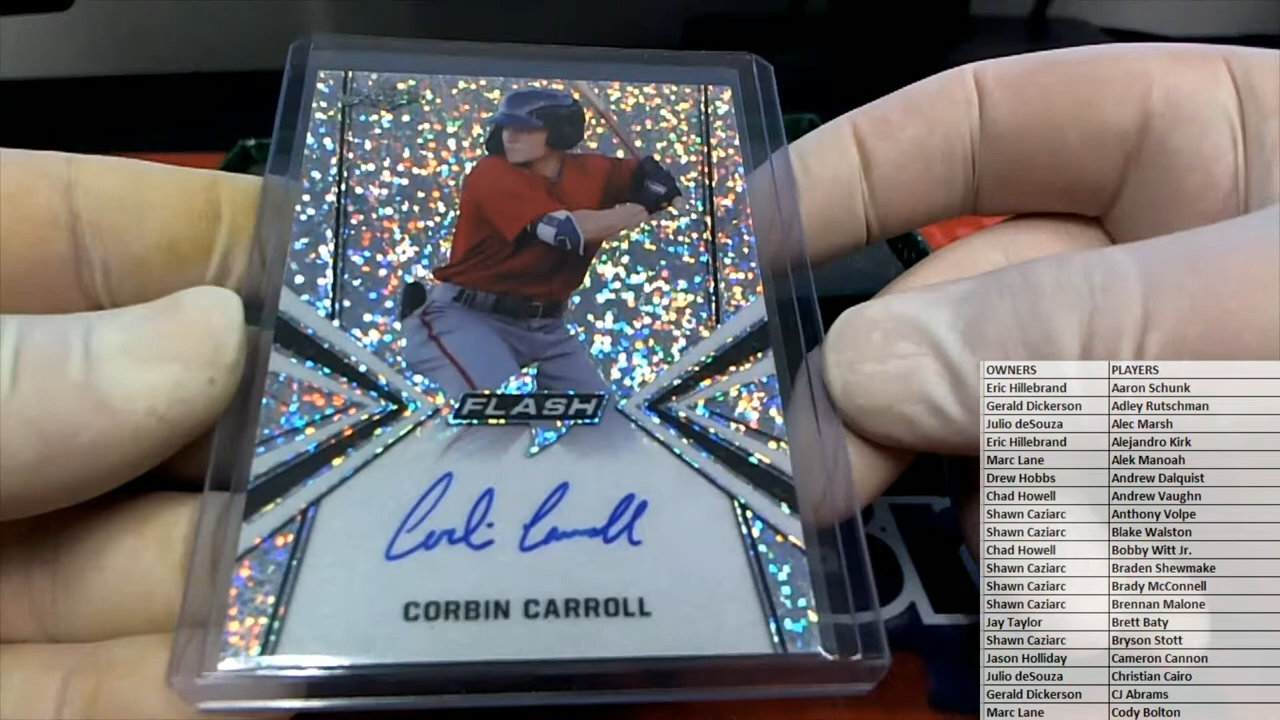 FLASH
Corbin Carroll
CORBIN CARROLL
OWNERS PLAYERS
Eric Hillebrand Aaron Schunk
Gerald Dickerson Adley Rutschman
Julio deSouza Alec Marsh
Eric Hillebrand Alejandro Kirk
Marc Lane Alek Manoah
Drew Hobbs Andrew Dalquist
Chad Howell Andrew Vaughn
Shawn Caziarc Anthony Volpe
Shawn Caziarc Blake Walston
Chad Howell Bobby Witt Jr.
Shawn Caziarc Braden Shewmake
Shawn Caziarc Brady McConnell
Shawn Caziarc Brennan Malone
Jay Taylor Brett Baty
Shawn Caziarc Bryson Stott
Jason Holliday Cameron Cannon
Julio deSouza Christian Cairo
Gerald Dickerson CJ Abrams
Marc Lane Cody Bolton